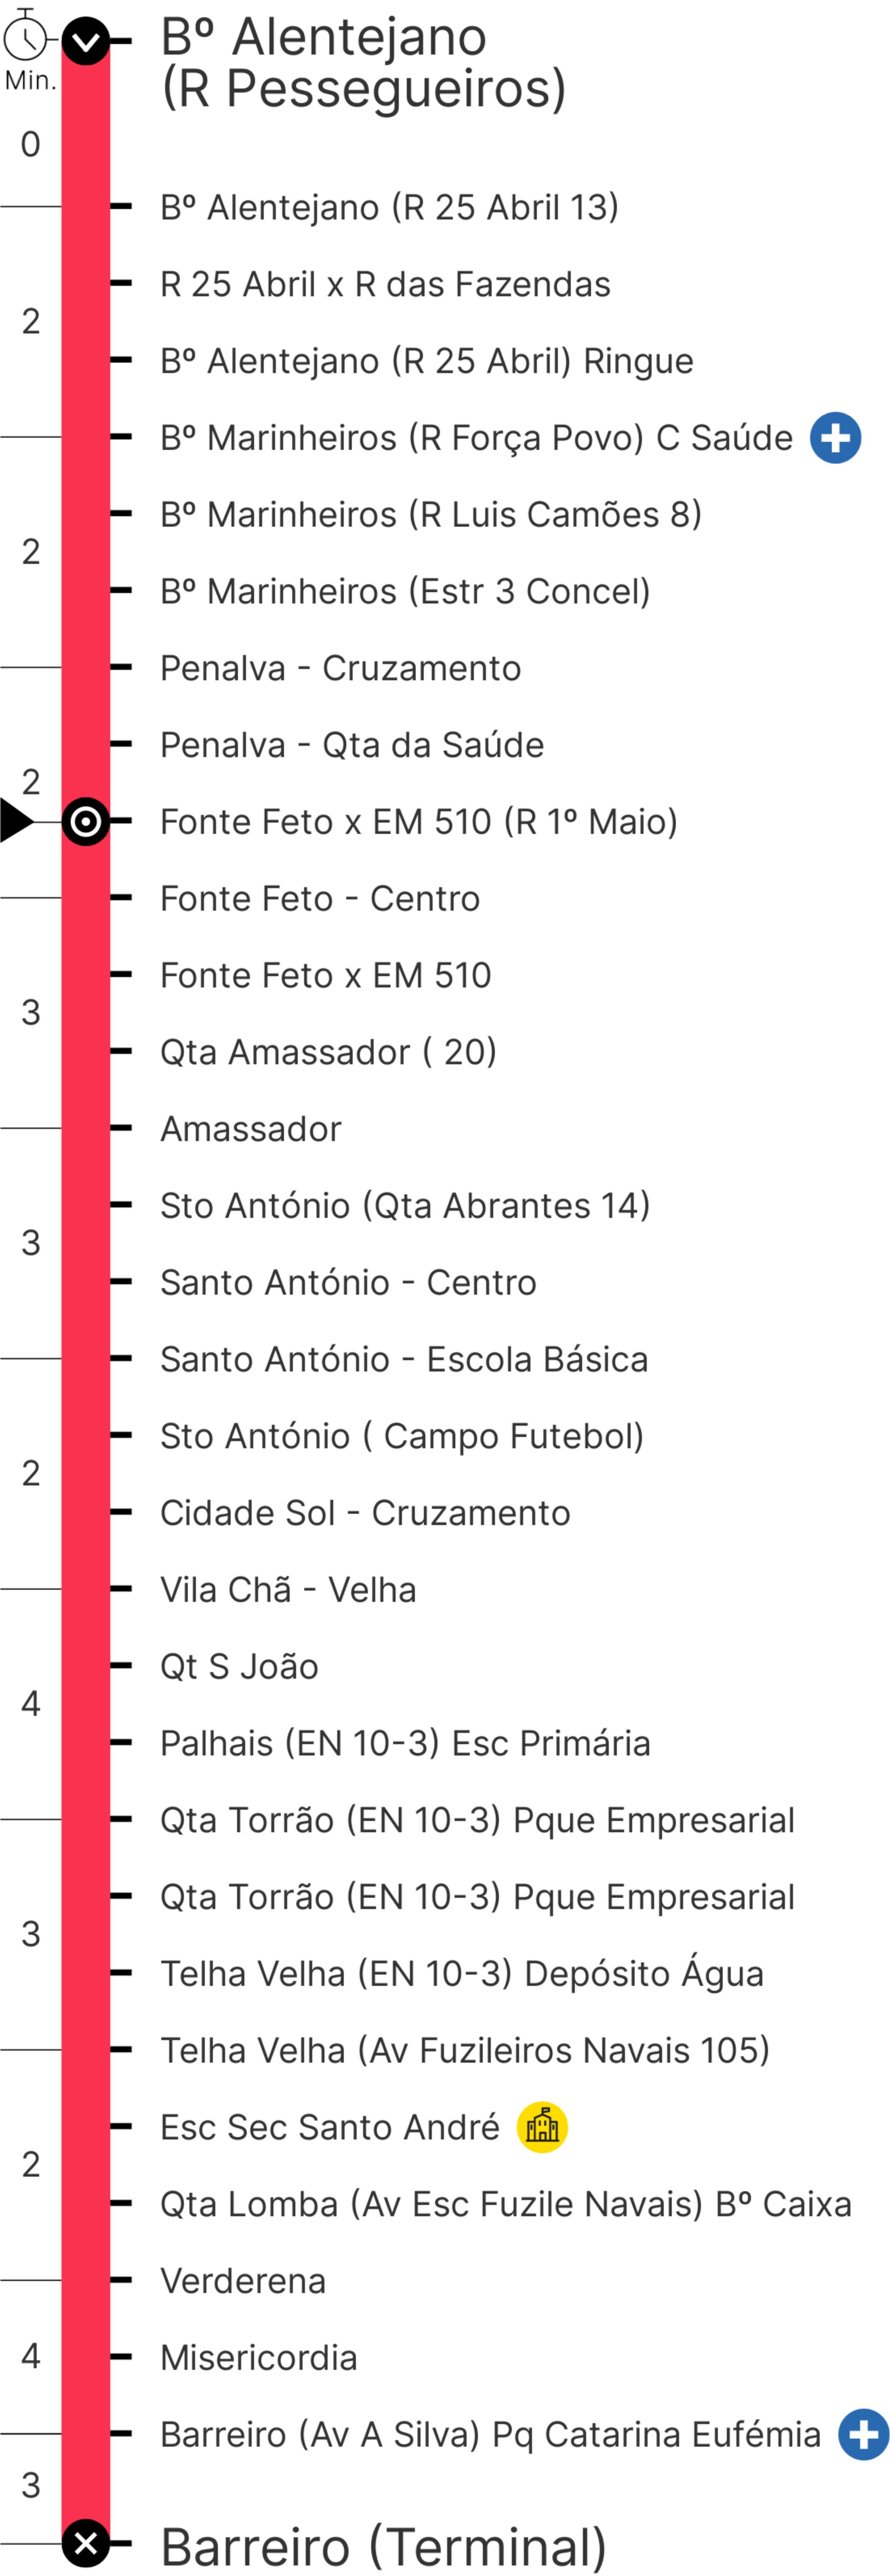 Bº Alentejano
(R Pessegueiros)
Min.
0
Bº Alentejano (R 25 Abril 13)
R 25 Abril x R das Fazendas
2
Bº Alentejano (R 25 Abril) Ringue
Bº Marinheiros (R Força Povo) C Saúde
Bº Marinheiros (R Luis Camões 8)
2
Bº Marinheiros (Estr 3 Concel)
Penalva - Cruzamento
Penalva - Qta da Saúde
2
Fonte Feto x EM 510 (R 1º Maio)
Fonte Feto - Centro
Fonte Feto x EM 510
3
Qta Amassador ( 20)
Amassador
Sto António (Qta Abrantes 14)
3
Santo António - Centro
Santo António - Escola Básica
Sto António ( Campo Futebol)
2
Cidade Sol - Cruzamento
Vila Chã - Velha
Qt S João
4
Palhais (EN 10-3) Esc Primária
Qta Torrão (EN 10-3) Pque Empresarial
Qta Torrão (EN 10-3) Pque Empresarial
3
Telha Velha (EN 10-3) Depósito Água
Telha Velha (Av Fuzileiros Navais 105)
Esc Sec Santo André
2
Qta Lomba (Av Esc Fuzile Navais) Bº Caixa
Verderena
4
Misericordia
Barreiro (Av A Silva) Pq Catarina Eufémia
3
Barreiro (Terminal)